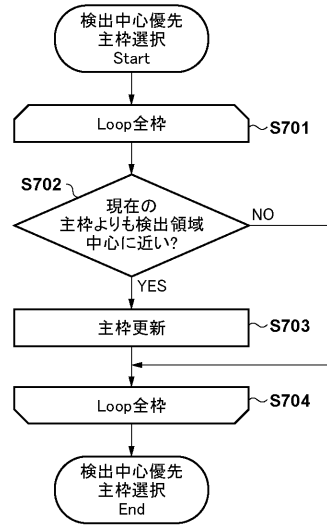 検出中心優先
主枠選択
Start
Loop全枠
S701
S702
現在の
主枠よりも検出領域
中心に近い?
NO
YES
主枠更新
S703
Loop全枠
S704
検出中心優先
主枠選択
End